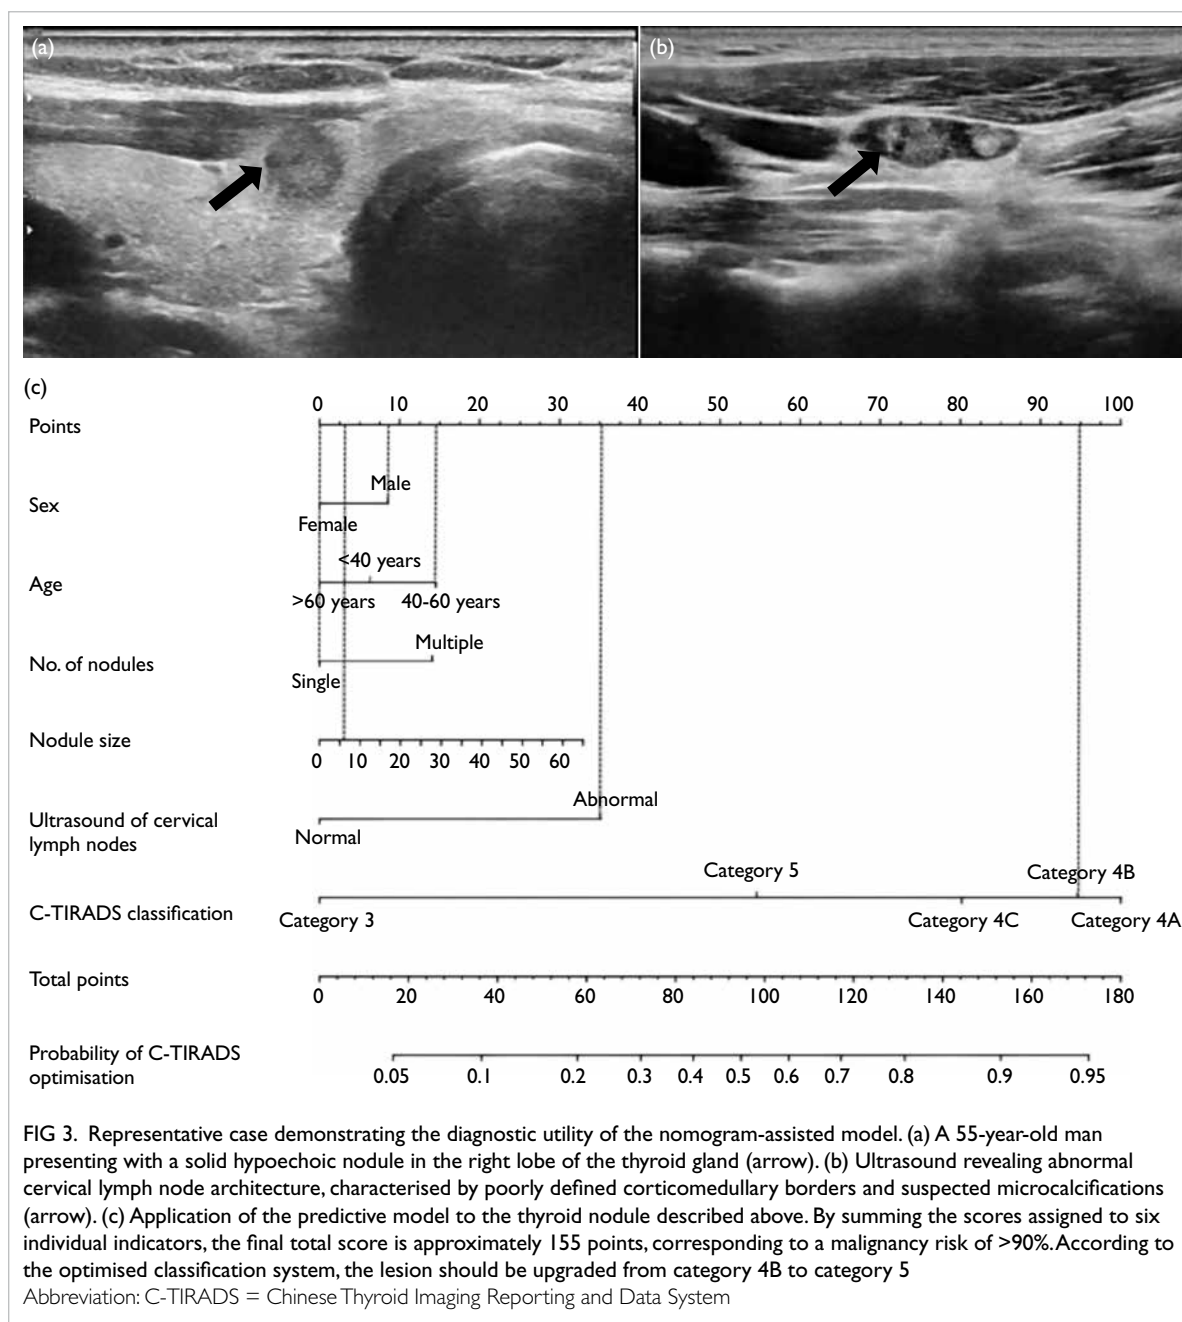 (a)
(b)
(c)
0 10 20 30 40 50 60 70 80 90 100
Points
Male
Sex
Female
<40 years
Age
>60 years 40-60 years
Multiple
No. of nodules
Single
Nodule size
0 10 20 30 40 50 60
Abnormal
Ultrasound of cervical
lymph nodes
Normal
Category 5 Category 4B
C-TIRADS classification
Category 3 Category 4C Category 4A
Total points
0 20 40 60 80 100 120 140 160 180
Probability of C-TIRADS
optimisation
0.05 0.1 0.2 0.3 0.4 0.5 0.6 0.7 0.8 0.9 0.95
FIG 3. Representative case demonstrating the diagnostic utility of the nomogram-assisted model. (a) A 55-year-old man
presenting with a solid hypoechoic nodule in the right lobe of the thyroid gland (arrow). (b) Ultrasound revealing abnormal
cervical lymph node architecture, characterised by poorly defined corticomedullary borders and suspected microcalcifications
(arrow). (c) Application of the predictive model to the thyroid nodule described above. By summing the scores assigned to six
individual indicators, the final total score is approximately 155 points, corresponding to a malignancy risk of >90%. According to
the optimised classification system, the lesion should be upgraded from category 4B to category 5
Abbreviation: C-TIRADS = Chinese Thyroid Imaging Reporting and Data System